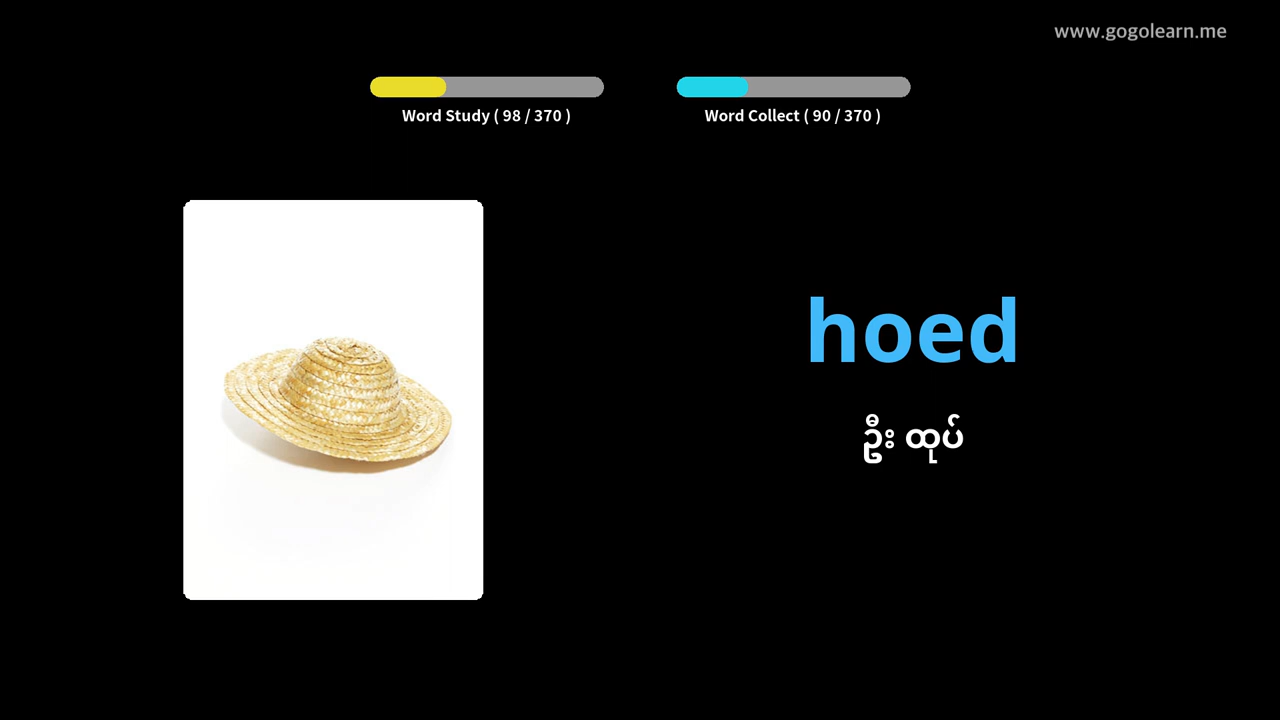 www.gogolearn.me
Word Study ( 98 / 370 )
Word Collect ( 90 / 370 )
hoed
ဦး ထုပ်